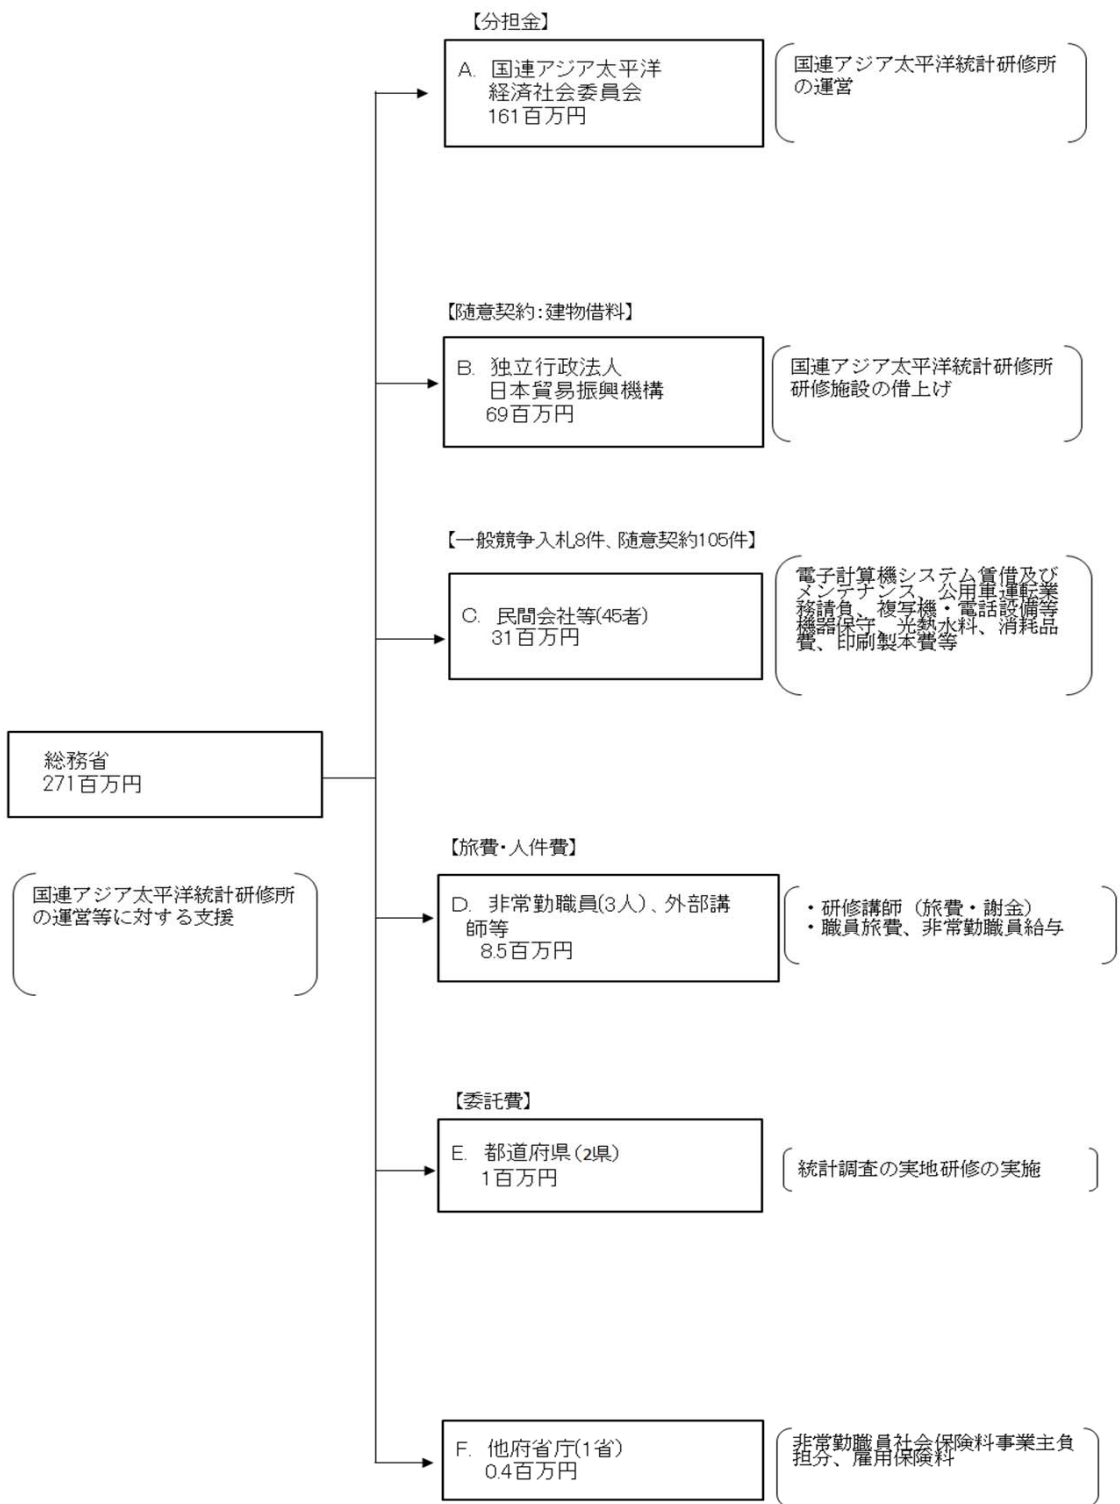 【分担金】
A. 国連アジア太平洋
経済社会委員会
161百万円
国連アジア太平洋統計研修所
の運営
【随意契約:建物借料】
B. 独立行政法人
日本貿易振興機構
69百万円
国連アジア太平洋統計研修所
研修施設の借上げ
【一般競争入札8件、随意契約105件】
C. 民間会社等(45者)
31百万円
電子計算機システム賃借及び
メンテナンス、公用車運転業
務請負、複写機・電話設備等
機器保守、光熱水料、消耗品
費、印刷製本費等
総務省
271百万円
国連アジア太平洋統計研修所
の運営等に対する支援
【旅費・人件費】
D. 非常勤職員(3人)、外部講
師等
8.5百万円
・研修講師（旅費・謝金）
・職員旅費、非常勤職員給与
【委託費】
E. 都道府県(2県)
1百万円
統計調査の実地研修の実施
F. 他府省庁(1省)
0.4百万円
非常勤職員社会保険料事業主負
担分、雇用保険料